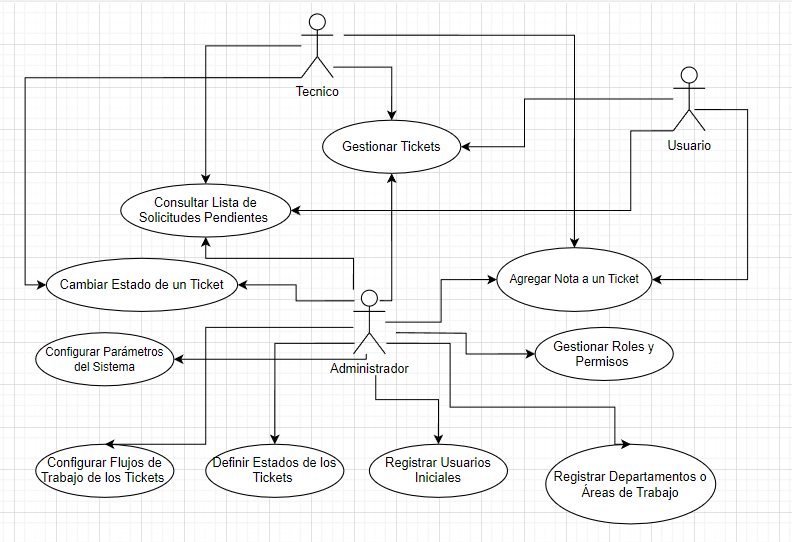 Tecnico
Usuario
Gestionar Tickets
Consultar Lista de
Solicitudes Pendientes
Cambiar Estado de un Ticket
Agregar Nota a un Ticket
Configurar Parámetros
del Sistema
Administrador
Gestionar Roles y
Permisos
Configurar Flujos de
Trabajo de los Tickets
Definir Estados de los
Tickets
Registrar Usuarios
Iniciales
Registrar Departamentos o
Áreas de Trabajo